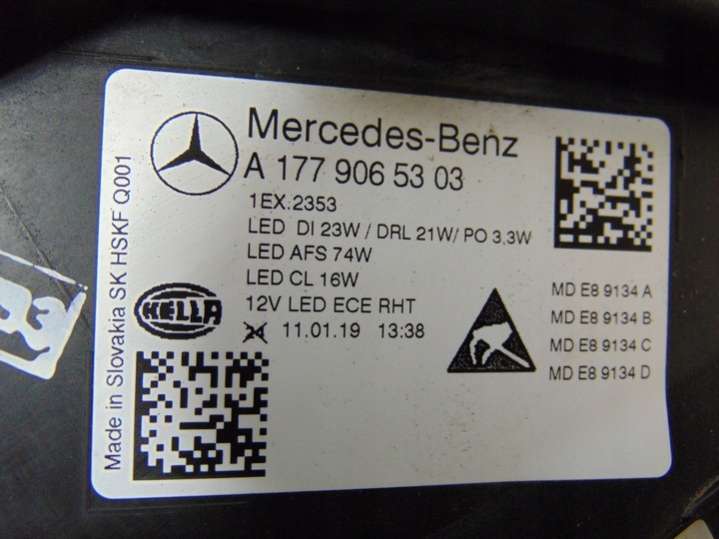 Mercedes-Benz
A 177 906 53 03
1EX.2353
LED DI 23W / DRL 21W/ PO 3,3W
LED AFS 74W
LED CL 16W
12V LED ECE RHT
11.01.19 13:38
HELLA
MD E8 9134 A
MD E8 9134 B
MD E8 9134 C
MD E8 9134 D
Made in Slovakia SK HSKF Q001